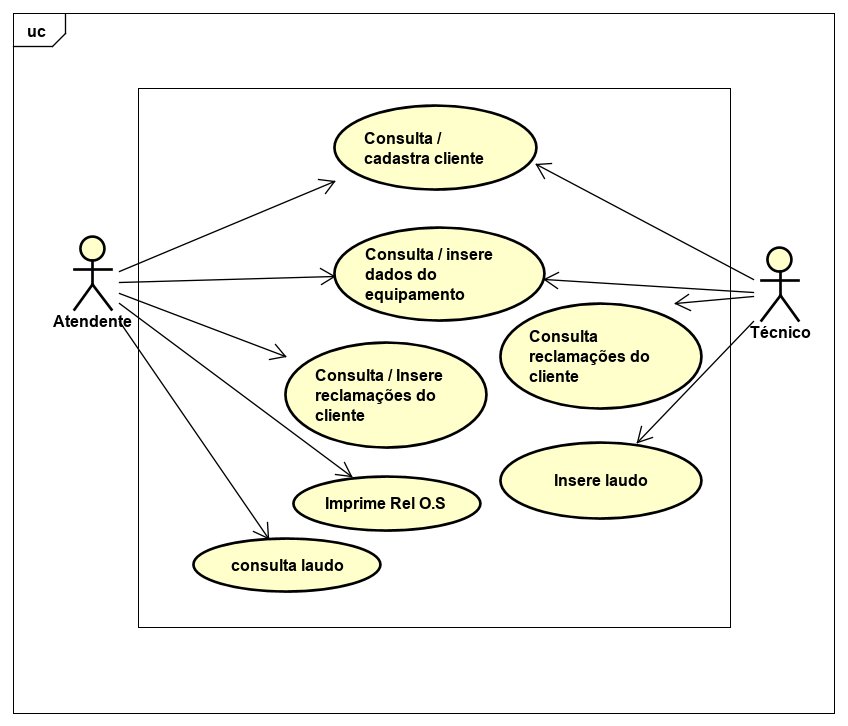 uc
Consulta /
cadastra cliente
Consulta / insere
dados do
equipamento
Atendente
Técnico
Consulta
reclamações do
cliente
Consulta / Insere
reclamações do
cliente
Insere laudo
Imprime Rel O.S
consulta laudo